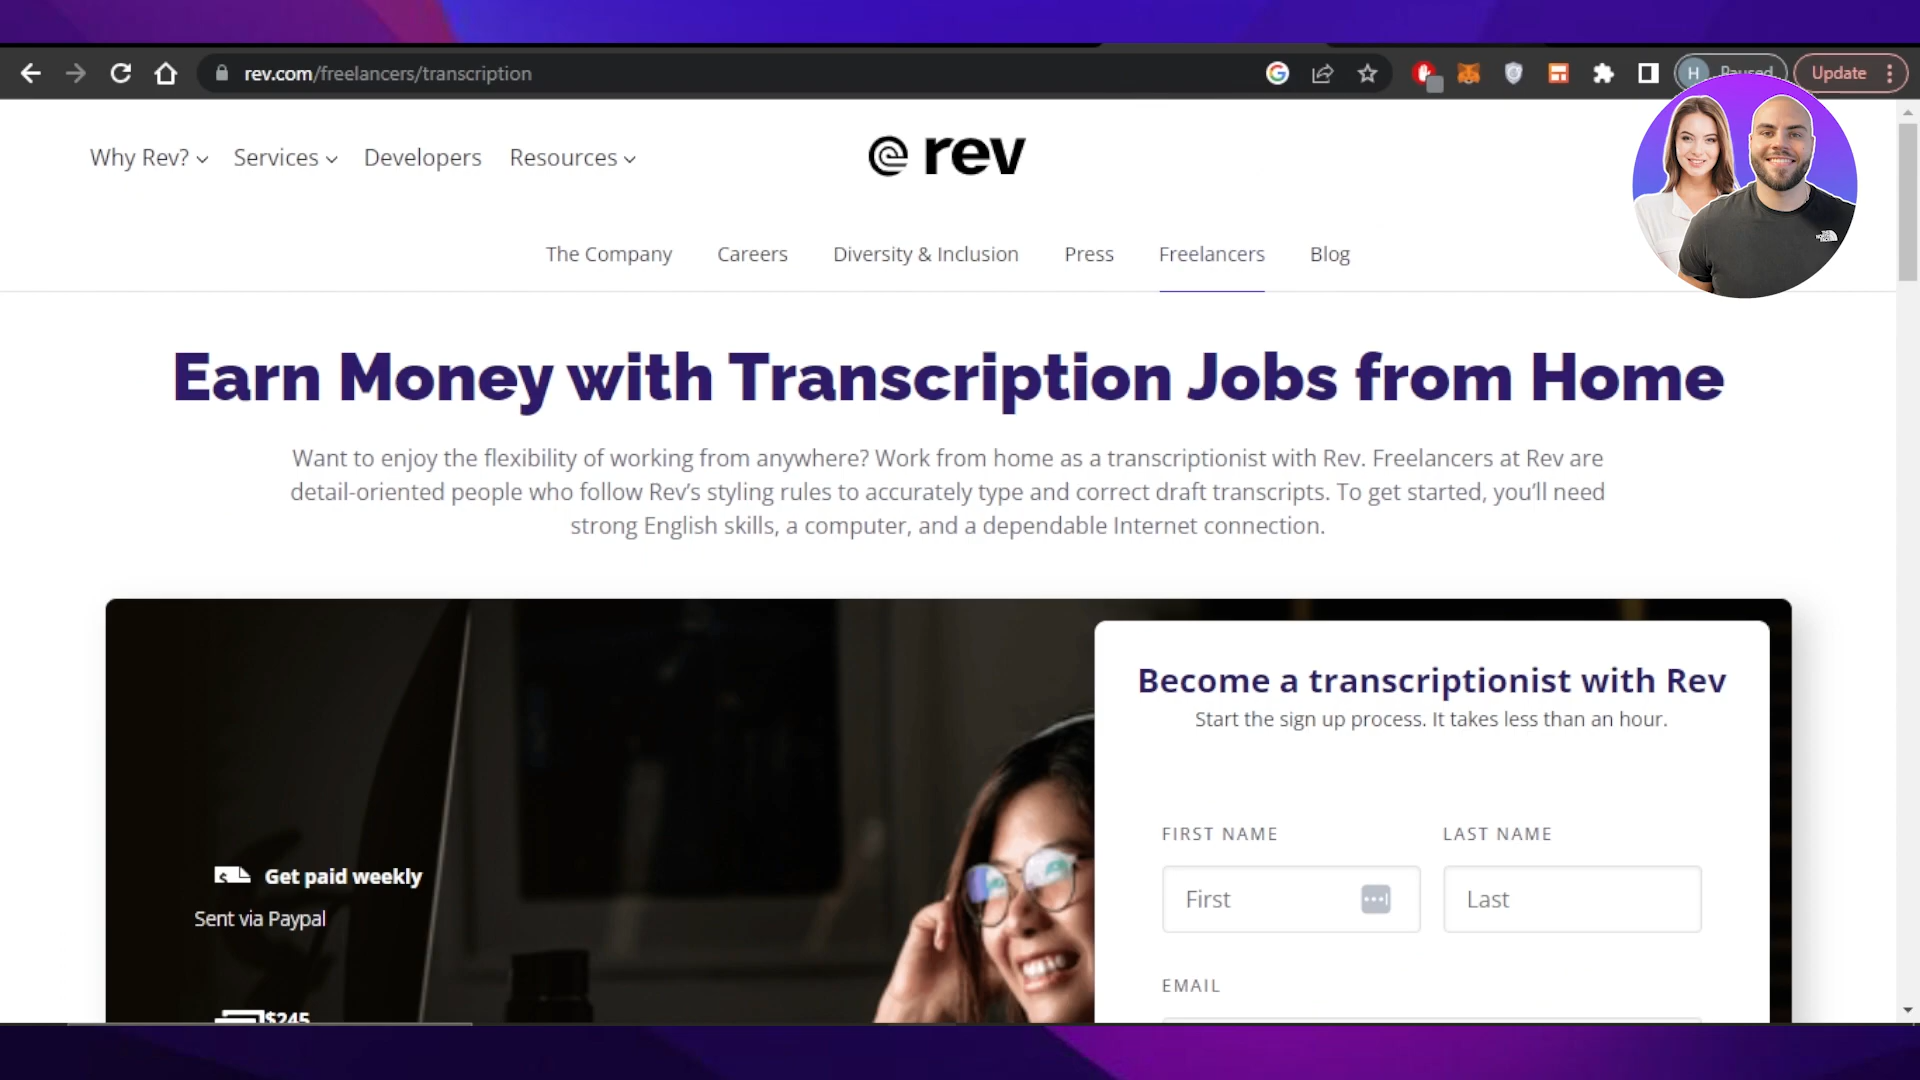 rev.com/freelancers/transcription
H Paused
Update
Why Rev?
Services
Developers
Resources
rev
The Company
Careers
Diversity & Inclusion
Press
Freelancers
Blog
Earn Money with Transcription Jobs from Home
Want to enjoy the flexibility of working from anywhere? Work from home as a transcriptionist with Rev. Freelancers at Rev are
detail-oriented people who follow Rev’s styling rules to accurately type and correct draft transcripts. To get started, you’ll need
strong English skills, a computer, and a dependable Internet connection.
Get paid weekly
Sent via Paypal
$245
Become a transcriptionist with Rev
Start the sign up process. It takes less than an hour.
FIRST NAME
LAST NAME
First
Last
EMAIL